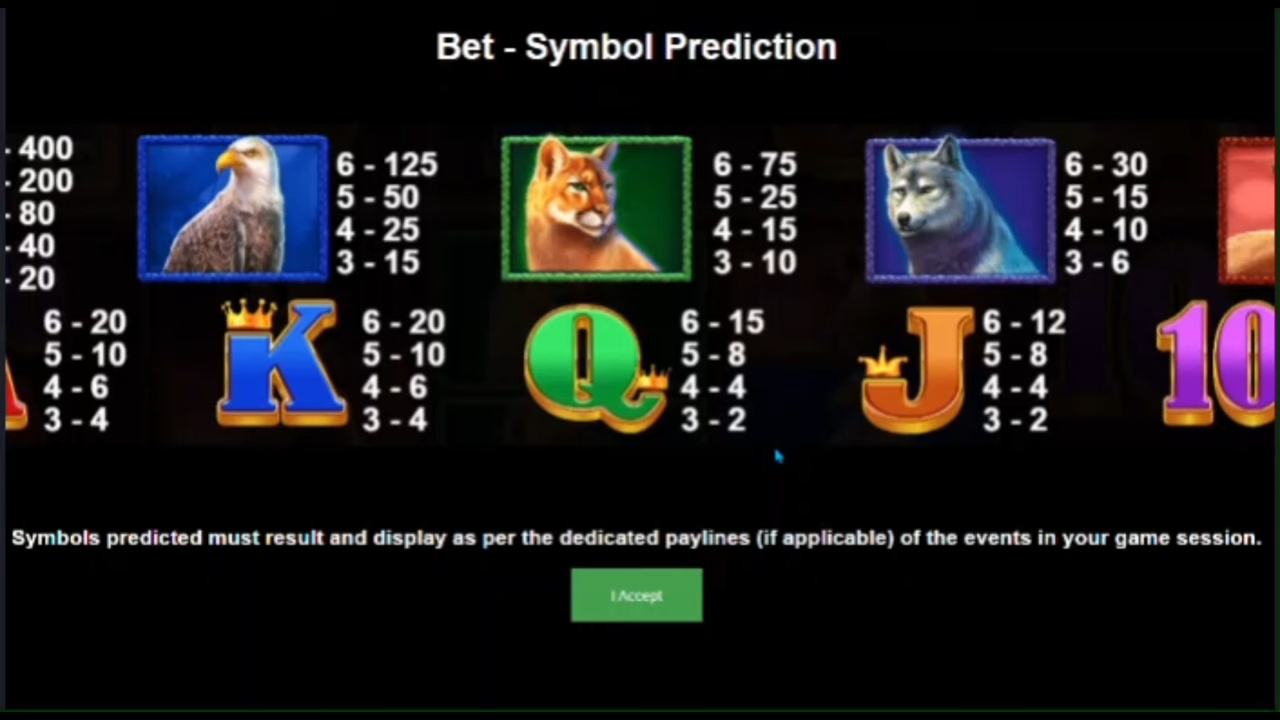 Bet - Symbol Prediction
- 400
- 200
- 80
- 40
- 20
6 - 125
5 - 50
4 - 25
3 - 15
6 - 75
5 - 25
4 - 15
3 - 10
6 - 30
5 - 15
4 - 10
3 - 6
6 - 20
5 - 10
4 - 6
3 - 4
K
6 - 20
5 - 10
4 - 6
3 - 4
Q
6 - 15
5 - 8
4 - 4
3 - 2
J
6 - 12
5 - 8
4 - 4
3 - 2
10
Symbols predicted must result and display as per the dedicated paylines (if applicable) of the events in your game session.
I Accept